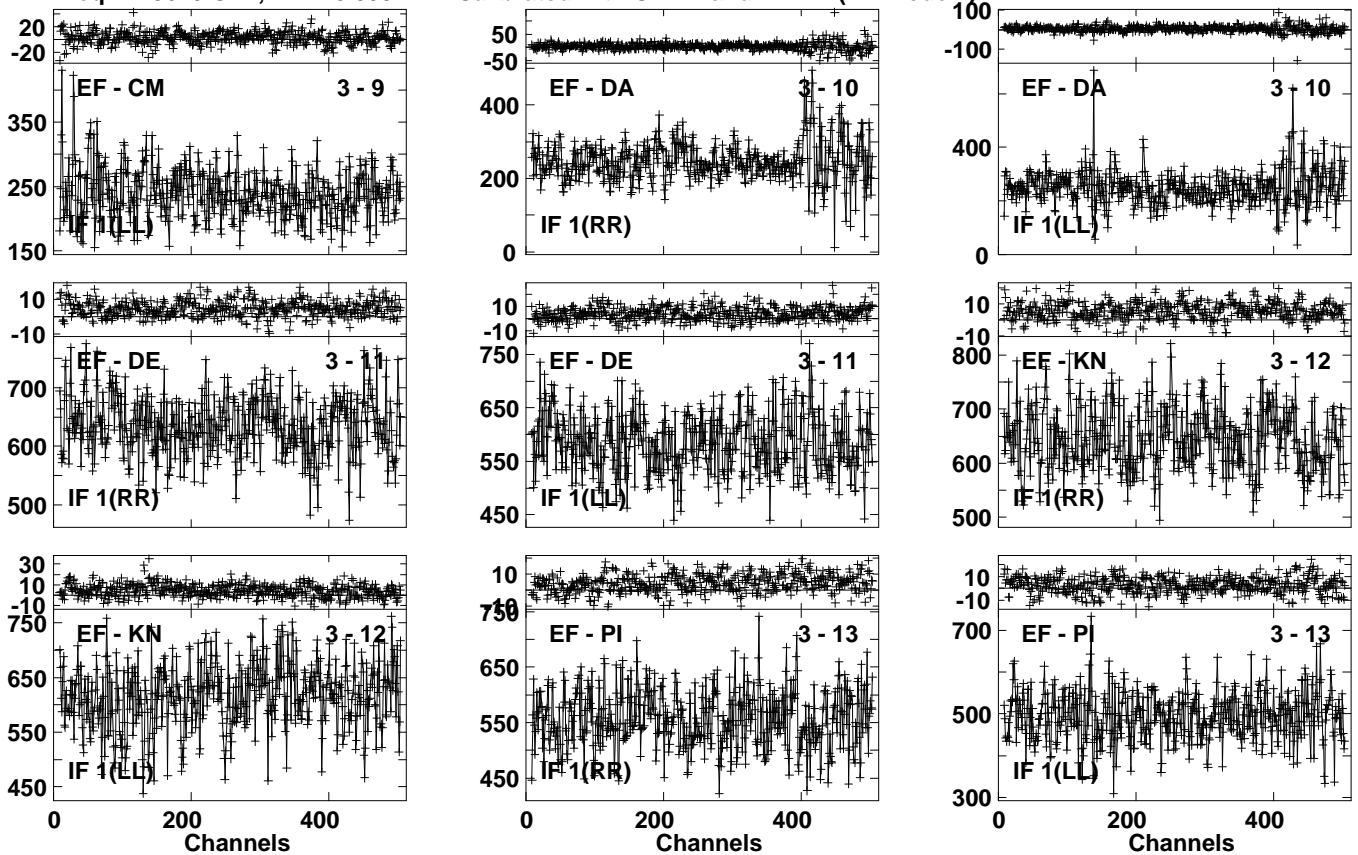 20
-20
EF - CM 3 - 9
350
250
150
IF 1(LL)
50
-50
EF - DA 3 - 10
400
200
0
IF 1(RR)
100
-100
EF - DA 3 - 10
400
0
IF 1(LL)
10
-10
EF - DE 3 - 11
700
600
500
IF 1(RR)
10
-10
EF - DE 3 - 11
750
650
550
450
IF 1(LL)
10
-10
EF - KN 3 - 12
800
700
600
500
IF 1(RR)
30
10
-10
EF - KN 3 - 12
750
650
550
450
IF 1(LL)
0 200 400
Channels
10
-10
EF - PI 3 - 13
750
650
550
450
IF 1(RR)
0 200 400
Channels
10
-10
EF - PI 3 - 13
700
500
300
IF 1(LL)
0 200 400
Channels